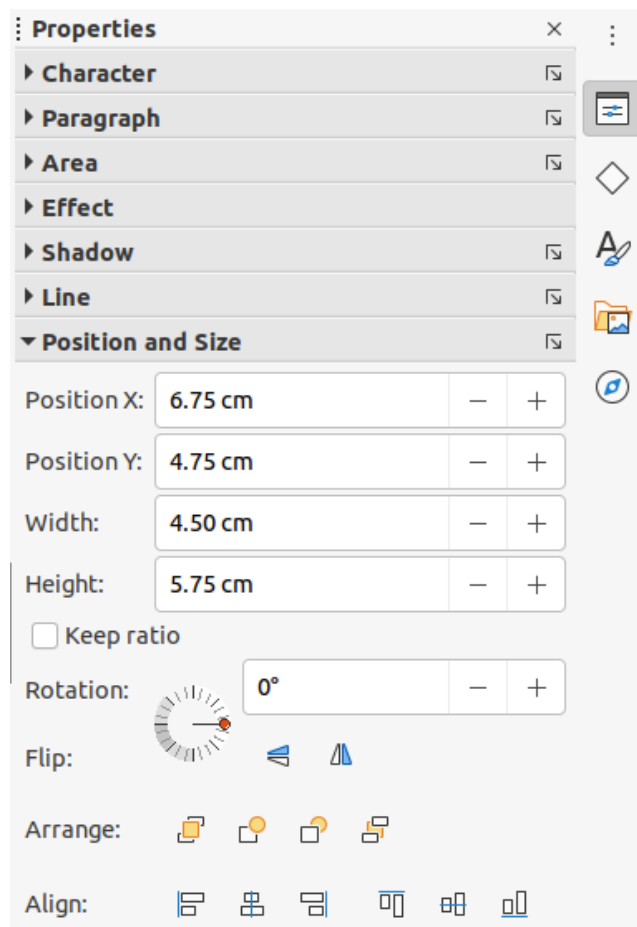 Properties
Character
Paragraph
Area
Effect
Shadow
Line
Position and Size
Position X: 6.75 cm
Position Y: 4.75 cm
Width: 4.50 cm
Height: 5.75 cm
Keep ratio
Rotation: 0°
Flip:
Arrange:
Align: